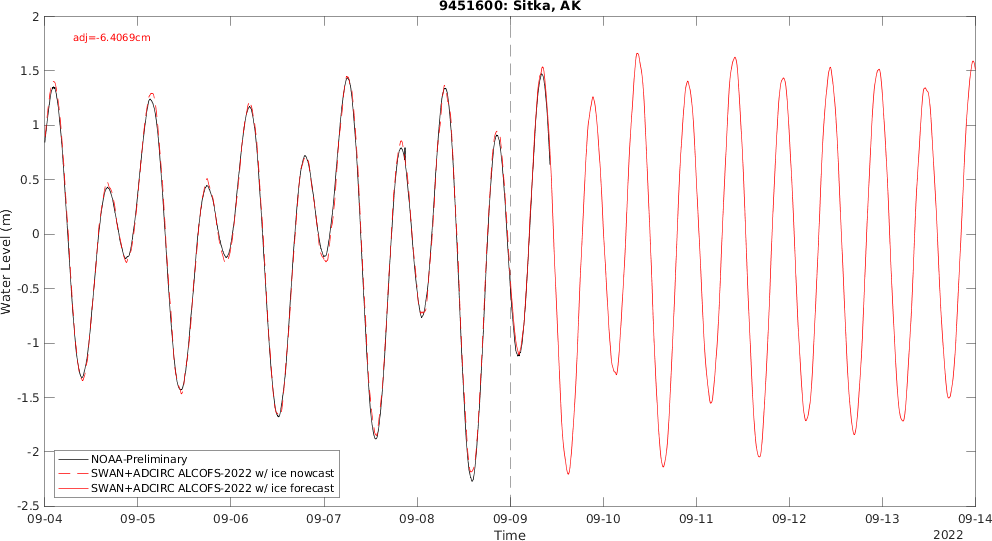 9451600: Sitka, AK
adj=-6.4069cm
2
1.5
1
0.5
0
-0.5
-1
-1.5
-2
-2.5
Water Level (m)
NOAA-Preliminary
SWAN+ADCIRC ALCOFS-2022 w/ ice nowcast
SWAN+ADCIRC ALCOFS-2022 w/ ice forecast
09-04 09-05 09-06 09-07 09-08 09-09 09-10 09-11 09-12 09-13 09-14
Time
2022